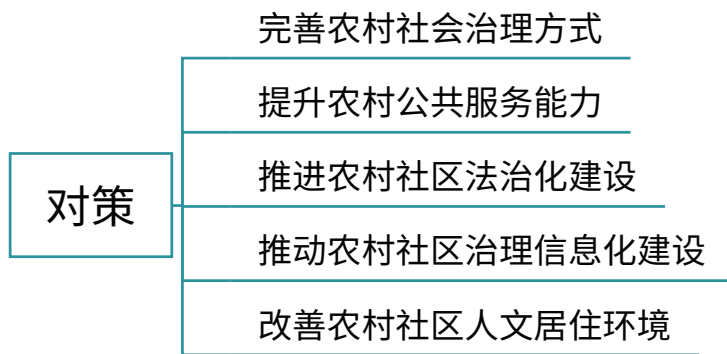 完善农村社会治理方式
提升农村公共服务能力
推进农村社区法治化建设
对策
推动农村社区治理信息化建设
改善农村社区人文居住环境